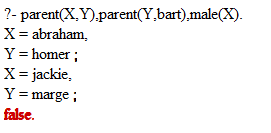 ?- parent(X,Y),parent(Y,bart),male(X).
X = abraham,
Y = homer ;
X = jackie,
Y = marge ;
false.